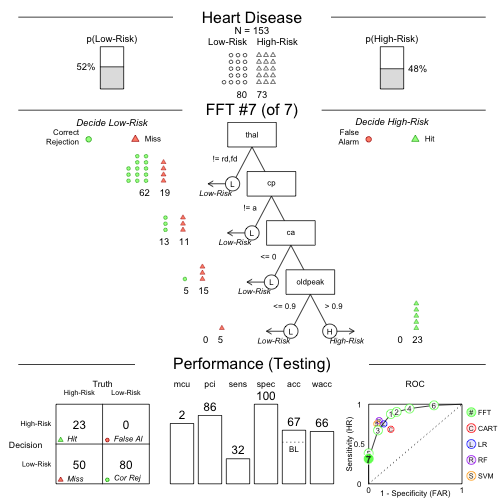 Heart Disease
N = 153
p(Low-Risk)
Low-Risk High-Risk
p(High-Risk)
52%
48%
80 73
FFT #7 (of 7)
Decide Low-Risk
Decide High-Risk
Correct
Rejection
Miss
False
Alarm
Hit
thal
!= rd,fd
L
Low-Risk
62 19
cp
!= a
L
Low-Risk
13 11
ca
<= 0
L
Low-Risk
5 15
oldpeak
<= 0.9 > 0.9
L H
Low-Risk High-Risk
0 5
0 23
Performance (Testing)
Truth
High-Risk Low-Risk
High-Risk
23 0
Hit False Al
Decision
Low-Risk
50 80
Miss Cor Rej
mcu pci sens spec acc wacc
2 86 32 100 67 66
BL
ROC
Sensitivity (HR)
1
0.5
0
0 1
1 - Specificity (FAR)
7 3 1 2 4 6
# FFT
C CART
L LR
R RF
S SVM